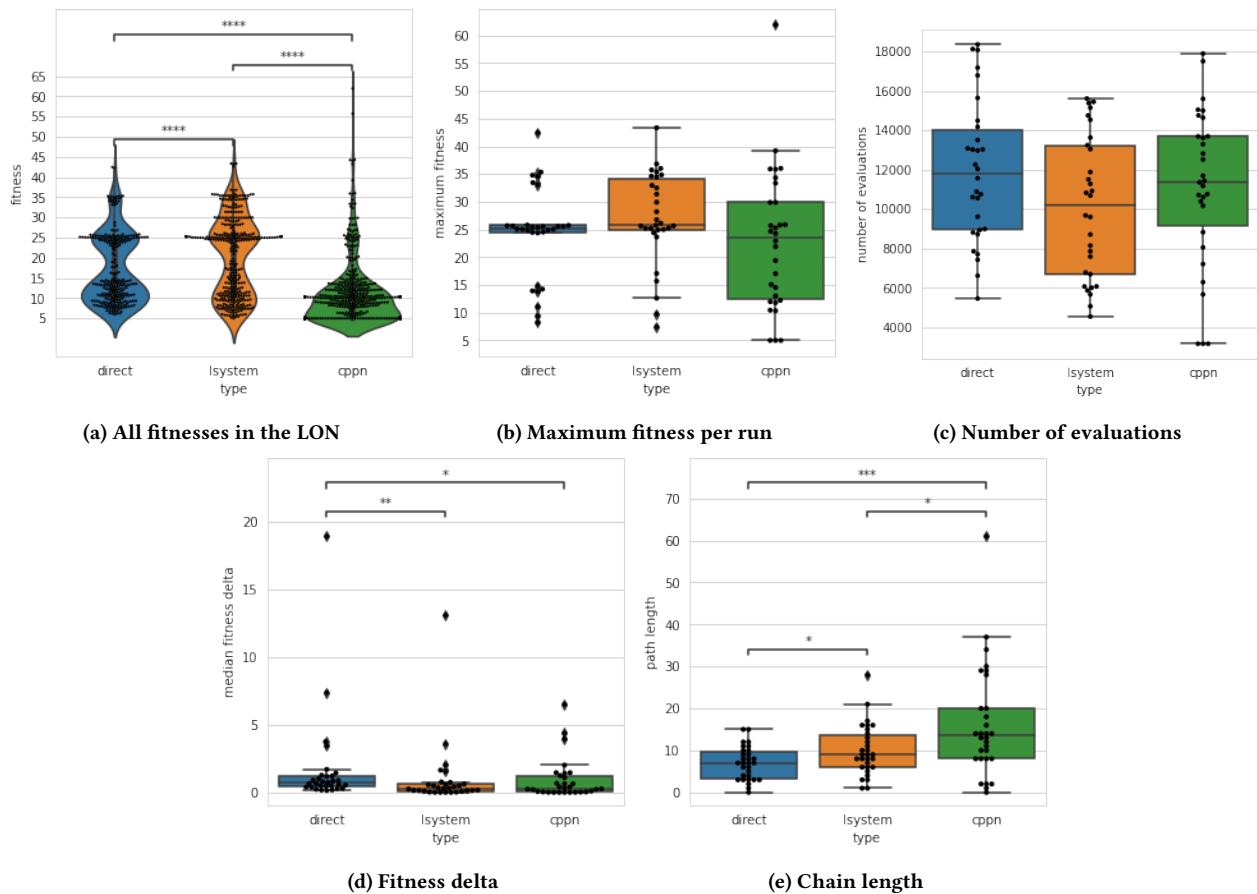 ****
****
****
65
60
55
50
45
40
35
30
25
20
15
10
5
fitness
direct
lsystem
cppn
type
(a) All fitnesses in the LON
60
55
50
45
40
35
30
25
20
15
10
5
maximum fitness
direct
lsystem
cppn
type
(b) Maximum fitness per run
18000
16000
14000
12000
10000
8000
6000
4000
number of evaluations
direct
lsystem
cppn
type
(c) Number of evaluations
*
**
20
15
10
5
0
median fitness delta
direct
lsystem
cppn
type
(d) Fitness delta
***
*
*
70
60
50
40
30
20
10
0
path length
direct
lsystem
cppn
type
(e) Chain length